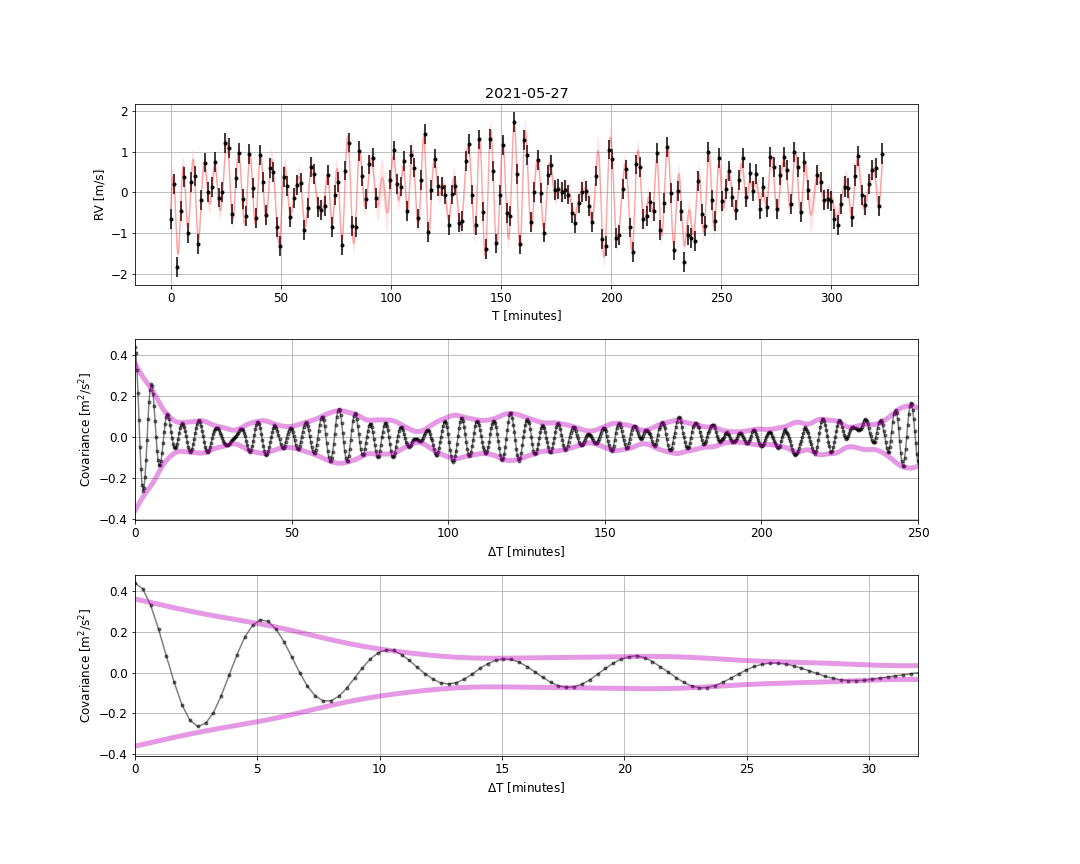 2021-05-27
2
1
0
−1
−2
RV [m/s]
0 50 100 150 200 250 300
T [minutes]
0.4
0.2
0.0
−0.2
−0.4
Covariance [m²/s²]
0 50 100 150 200 250
ΔT [minutes]
0.4
0.2
0.0
−0.2
−0.4
Covariance [m²/s²]
0 5 10 15 20 25 30
ΔT [minutes]